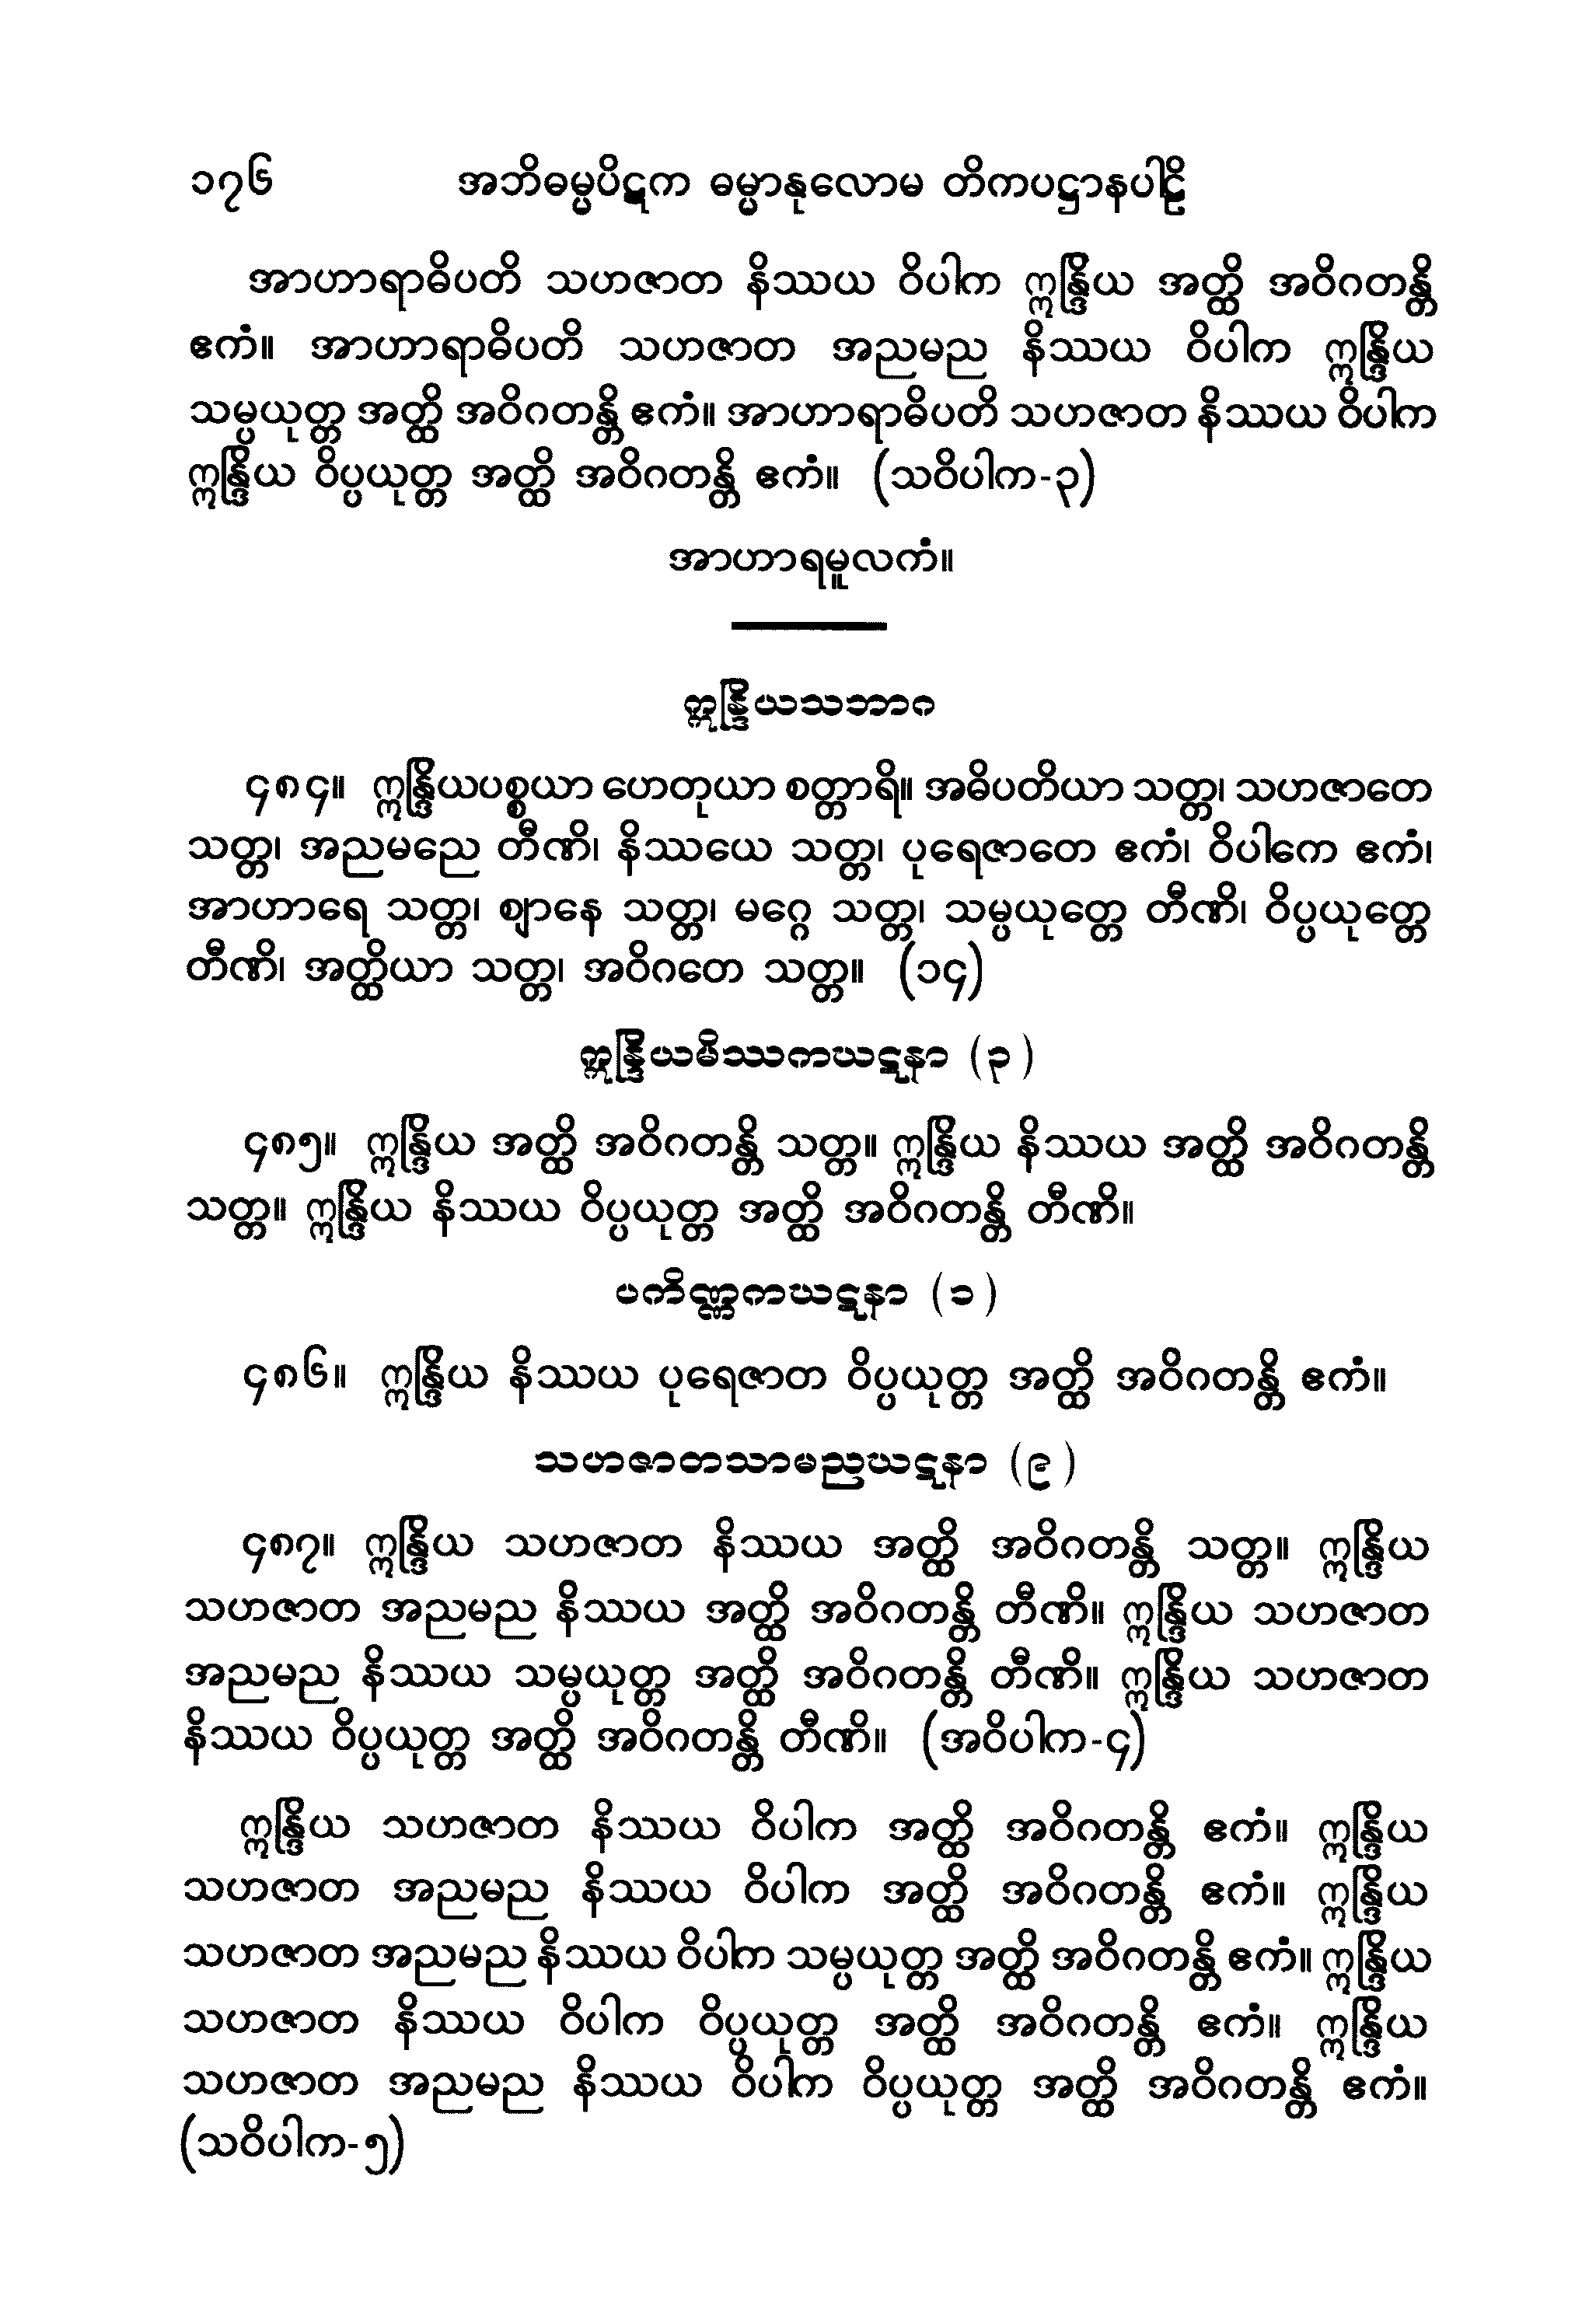 ၁၇၆ အဘိဓမ္မပိဋက ဓမ္မာနုလောမ တိကပဋ္ဌာနပါဠိ
အာဟာရာဓိပတိ သဟဇာတ နိဿယ ဝိပါက ဣန္ဒြိယ အတ္ထိ အဝိဂတန္တိ
ဧကံ။ အာဟာရာဓိပတိ သဟဇာတ အညမည နိဿယ ဝိပါက ဣန္ဒြိယ
သမ္ပယုတ္တ အတ္ထိ အဝိဂတန္တိ ဧကံ။ အာဟာရာဓိပတိ သဟဇာတ နိဿယ ဝိပါက
ဣန္ဒြိယ ဝိပ္ပယုတ္တ အတ္ထိ အဝိဂတန္တိ ဧကံ။ (သဝိပါက-၃)
အာဟာရမူလကံ။
ဣန္ဒြိယသဘာဂ
၄၈၄။ ဣန္ဒြိယပစ္စယာ ဟေတုယာ စတ္တာရိ။ အဓိပတိယာ သတ္တ၊ သဟဇာတေ
သတ္တ၊ အညမညေ တီဏိ၊ နိဿယေ သတ္တ၊ ပုရေဇာတေ ဧကံ၊ ဝိပါကေ ဧကံ၊
အာဟာရေ သတ္တ၊ ဈာနေ သတ္တ၊ မဂ္ဂေ သတ္တ၊ သမ္ပယုတ္တေ တီဏိ၊ ဝိပ္ပယုတ္တေ
တီဏိ၊ အတ္ထိယာ သတ္တ၊ အဝိဂတေ သတ္တ။ (၁၄)
ဣန္ဒြိယမိဿကဃဋနာ (၃)
၄၈၅။ ဣန္ဒြိယ အတ္ထိ အဝိဂတန္တိ သတ္တ။ ဣန္ဒြိယ နိဿယ အတ္ထိ အဝိဂတန္တိ
သတ္တ။ ဣန္ဒြိယ နိဿယ ဝိပ္ပယုတ္တ အတ္ထိ အဝိဂတန္တိ တီဏိ။
ပကိဏ္ဏကဃဋနာ (၁)
၄၈၆။ ဣန္ဒြိယ နိဿယ ပုရေဇာတ ဝိပ္ပယုတ္တ အတ္ထိ အဝိဂတန္တိ ဧကံ။
သဟဇာတသာမညဃဋနာ (၉)
၄၈၇။ ဣန္ဒြိယ သဟဇာတ နိဿယ အတ္ထိ အဝိဂတန္တိ သတ္တ။ ဣန္ဒြိယ
သဟဇာတ အညမည နိဿယ အတ္ထိ အဝိဂတန္တိ တီဏိ။ ဣန္ဒြိယ သဟဇာတ
အညမည နိဿယ သမ္ပယုတ္တ အတ္ထိ အဝိဂတန္တိ တီဏိ။ ဣန္ဒြိယ သဟဇာတ
နိဿယ ဝိပ္ပယုတ္တ အတ္ထိ အဝိဂတန္တိ တီဏိ။ (အဝိပါက-၄)
ဣန္ဒြိယ သဟဇာတ နိဿယ ဝိပါက အတ္ထိ အဝိဂတန္တိ ဧကံ။ ဣန္ဒြိယ
သဟဇာတ အညမည နိဿယ ဝိပါက အတ္ထိ အဝိဂတန္တိ ဧကံ။ ဣန္ဒြိယ
သဟဇာတ အညမည နိဿယ ဝိပါက သမ္ပယုတ္တ အတ္ထိ အဝိဂတန္တိ ဧကံ။ ဣန္ဒြိယ
သဟဇာတ နိဿယ ဝိပါက ဝိပ္ပယုတ္တ အတ္ထိ အဝိဂတန္တိ ဧကံ။ ဣန္ဒြိယ
သဟဇာတ အညမည နိဿယ ဝိပါက ဝိပ္ပယုတ္တ အတ္ထိ အဝိဂတန္တိ ဧကံ။
(သဝိပါက-၅)